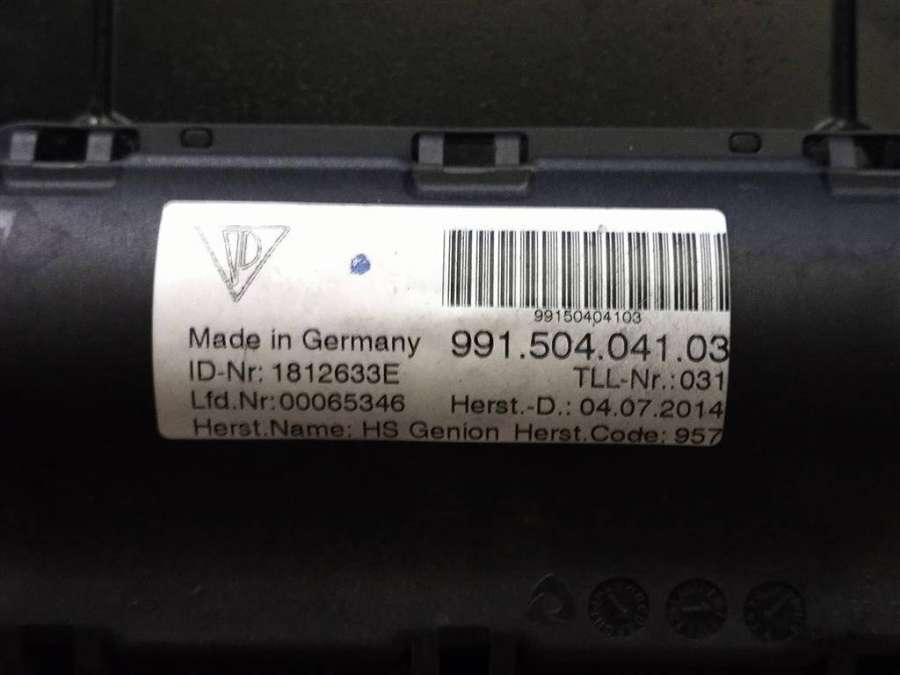 99150404103
Made in Germany
991.504.041.03
ID-Nr: 1812633E
TLL-Nr.: 031
Lfd.Nr: 00065346
Herst.-D.: 04.07.2014
Herst.Name: HS Genion Herst.Code: 957